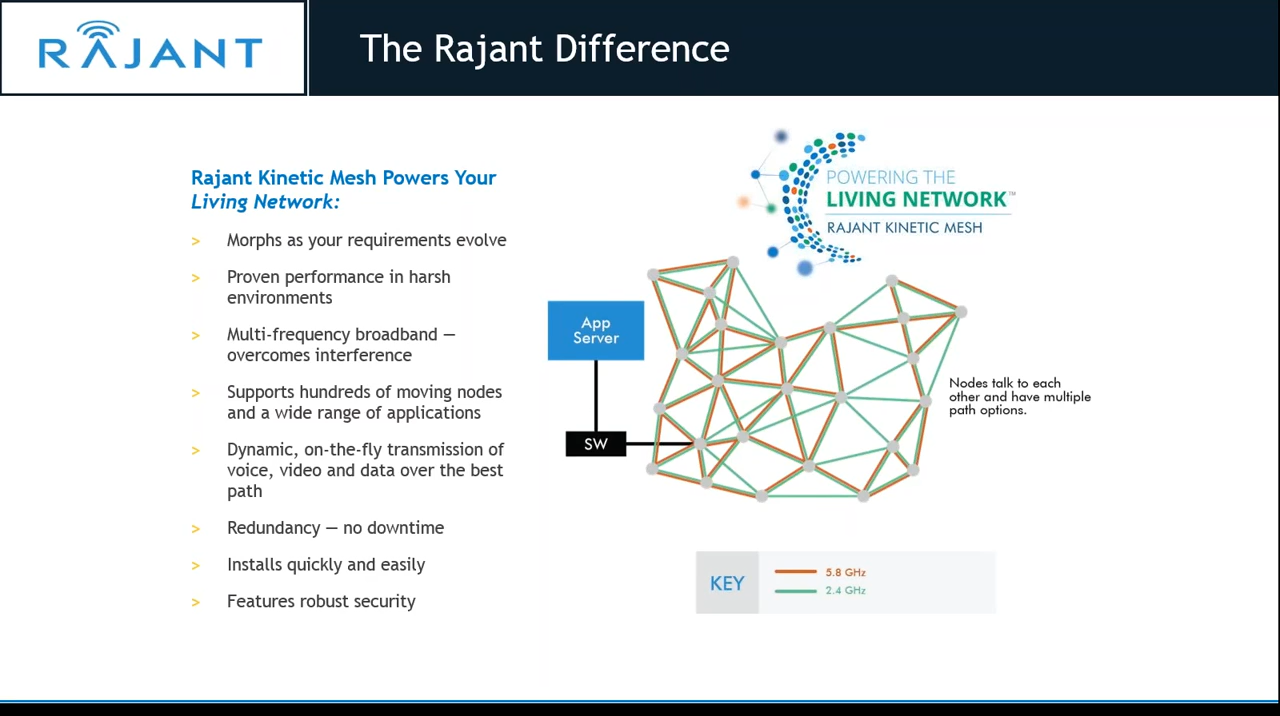 RAJANT
The Rajant Difference
Rajant Kinetic Mesh Powers Your
Living Network:
> Morphs as your requirements evolve
> Proven performance in harsh
environments
> Multi-frequency broadband —
overcomes interference
> Supports hundreds of moving nodes
and a wide range of applications
> Dynamic, on-the-fly transmission of
voice, video and data over the best
path
> Redundancy — no downtime
> Installs quickly and easily
> Features robust security
POWERING THE
LIVING NETWORK™
RAJANT KINETIC MESH
App
Server
SW
Nodes talk to each
other and have multiple
path options.
KEY
5.8 GHz
2.4 GHz